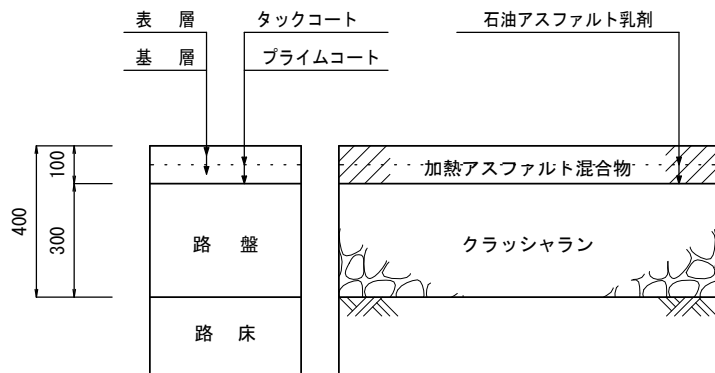 表　層　タックコート　石油アスファルト乳剤
基　層　プライムコート
100
加熱アスファルト混合物
400
300
路　盤　クラッシャラン
路　床